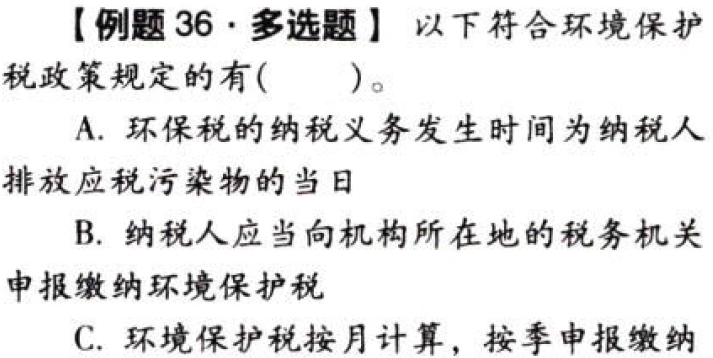 【例题36·多选题】 以下符合环境保护
税政策规定的有(  )。
A. 环保税的纳税义务发生时间为纳税人
排放应税污染物的当日
B. 纳税人应当向机构所在地的税务机关
申报缴纳环境保护税
C. 环境保护税按月计算，按季申报缴纳